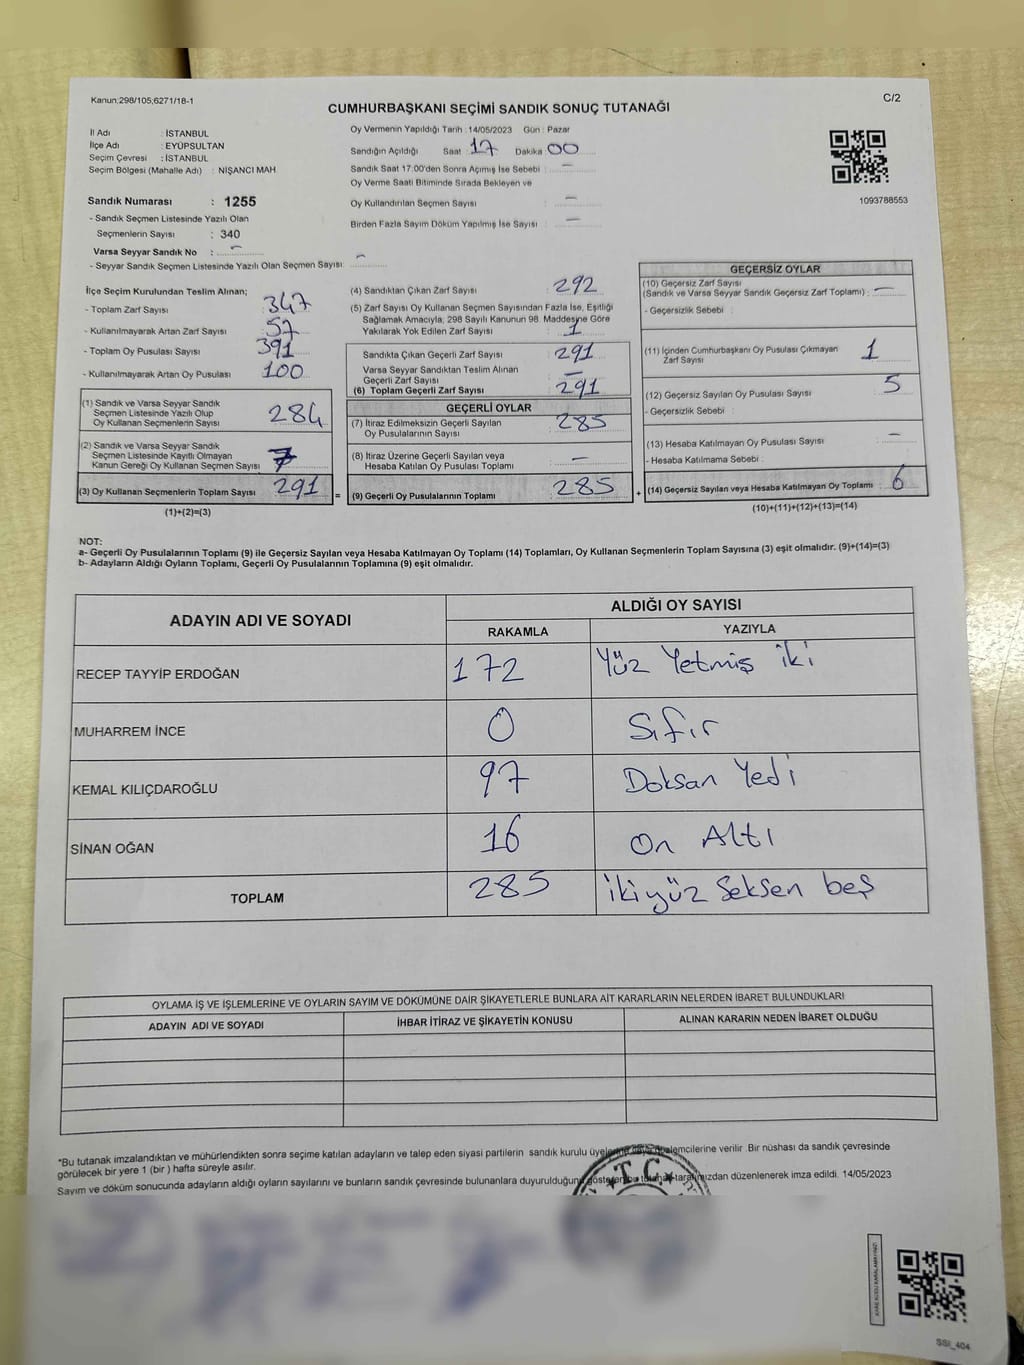 Kanun:298/105;6271/18-1
C/2
CUMHURBAŞKANI SEÇİMİ SANDIK SONUÇ TUTANAĞI
İl Adı : İSTANBUL
İlçe Adı : EYÜPSULTAN
Seçim Çevresi : İSTANBUL
Seçim Bölgesi (Mahalle Adı) : NİŞANCI MAH.
Oy Vermenin Yapıldığı Tarih : 14/05/2023 Gün : Pazar
Sandığın Açıldığı Saat : 17 Dakika : 00
Sandık Saat 17.00'den Sonra Açımış İse Sebebi : —
Oy Verme Saati Bitiminde Sırada Bekleyen ve
Oy Kullandırılan Seçmen Sayısı : —
Birden Fazla Sayım Döküm Yapılmış İse Sayısı : —
1093788553
Sandık Numarası : 1255
- Sandık Seçmen Listesinde Yazılı Olan
Seçmenlerin Sayısı : 340
Varsa Seyyar Sandık No : —
- Seyyar Sandık Seçmen Listesinde Yazılı Olan Seçmen Sayısı: —
İlçe Seçim Kurulundan Teslim Alınan;
- Toplam Zarf Sayısı : 347
- Kullanılmayarak Artan Zarf Sayısı : 57
- Toplam Oy Pusulası Sayısı : 391
- Kullanılmayarak Artan Oy Pusulası : 100
(1) Sandık ve Varsa Seyyar Sandık
Seçmen Listesinde Yazılı Olup
Oy Kullanan Seçmenlerin Sayısı : 284
(2) Sandık ve Varsa Seyyar Sandık
Seçmen Listesinde Kayıtlı Olmayan
Kanun Gereği Oy Kullanan Seçmen Sayısı : 7
(3) Oy Kullanan Seçmenlerin Toplam Sayısı : 291
(1)+(2)=(3)
(4) Sandıktan Çıkan Zarf Sayısı : 292
(5) Zarf Sayısı Oy Kullanan Seçmen Sayısından Fazla İse, Eşitliği
Sağlamak Amacıyla, 298 Sayılı Kanunun 98. Maddesine Göre
Yakılarak Yok Edilen Zarf Sayısı : 1
Sandıkta Çıkan Geçerli Zarf Sayısı : 291
Varsa Seyyar Sandıktan Teslim Alınan
Geçerli Zarf Sayısı : —
(6) Toplam Geçerli Zarf Sayısı : 291
GEÇERLİ OYLAR
(7) İtiraz Edilmeksizin Geçerli Sayılan
Oy Pusulalarının Sayısı : 285
(8) İtiraz Üzerine Geçerli Sayılan veya
Hesaba Katılan Oy Pusulası Toplamı : —
= (9) Geçerli Oy Pusulalarının Toplamı : 285
GEÇERSİZ OYLAR
(10) Geçersiz Zarf Sayısı
(Sandık ve Varsa Seyyar Sandık Geçersiz Zarf Toplamı) : —
- Geçersizlik Sebebi :
(11) İçinden Cumhurbaşkanı Oy Pusulası Çıkmayan
Zarf Sayısı : 1
(12) Geçersiz Sayılan Oy Pusulası Sayısı : 5
- Geçersizlik Sebebi :
(13) Hesaba Katılmayan Oy Pusulası Sayısı : —
- Hesaba Katılmama Sebebi :
+ (14) Geçersiz Sayılan veya Hesaba Katılmayan Oy Toplamı : 6
(10)+(11)+(12)+(13)=(14)
NOT:
a- Geçerli Oy Pusulalarının Toplamı (9) ile Geçersiz Sayılan veya Hesaba Katılmayan Oy Toplamı (14) Toplamları, Oy Kullanan Seçmenlerin Toplam Sayısına (3) eşit olmalıdır. (9)+(14)=(3)
b- Adayların Aldığı Oyların Toplamı, Geçerli Oy Pusulalarının Toplamına (9) eşit olmalıdır.
ADAYIN ADI VE SOYADI ALDIĞI OY SAYISI
RAKAMLA YAZIYLA
RECEP TAYYİP ERDOĞAN 172 Yüz Yetmiş iki
MUHARREM İNCE 0 Sıfır
KEMAL KILIÇDAROĞLU 97 Doksan Yedi
SİNAN OĞAN 16 On Altı
TOPLAM 285 ikiyüz Seksen beş
OYLAMA İŞ VE İŞLEMLERİNE VE OYLARIN SAYIM VE DÖKÜMÜNE DAİR ŞİKAYETLERLE BUNLARA AİT KARARLARIN NELERDEN İBARET BULUNDUKLARI
ADAYIN ADI VE SOYADI İHBAR İTİRAZ VE ŞİKAYETİN KONUSU ALINAN KARARIN NEDEN İBARET OLDUĞU
*Bu tutanak imzalandıktan ve mühürlendikten sonra seçime katılan adayların ve talep eden siyasi partilerin sandık kurulu verilir. Bir nüshası da sandık çevresinde
görülecek bir yere 1 (bir ) hafta süreyle asılır.
Sayım ve döküm sonucunda adayların aldığı oyların sayılarını ve bunların sandık çevresinde bulunanlara duyurulduğunu gösteren bu düzenlenerek imza edildi. 14/05/2023
T.C.
SSİ_404